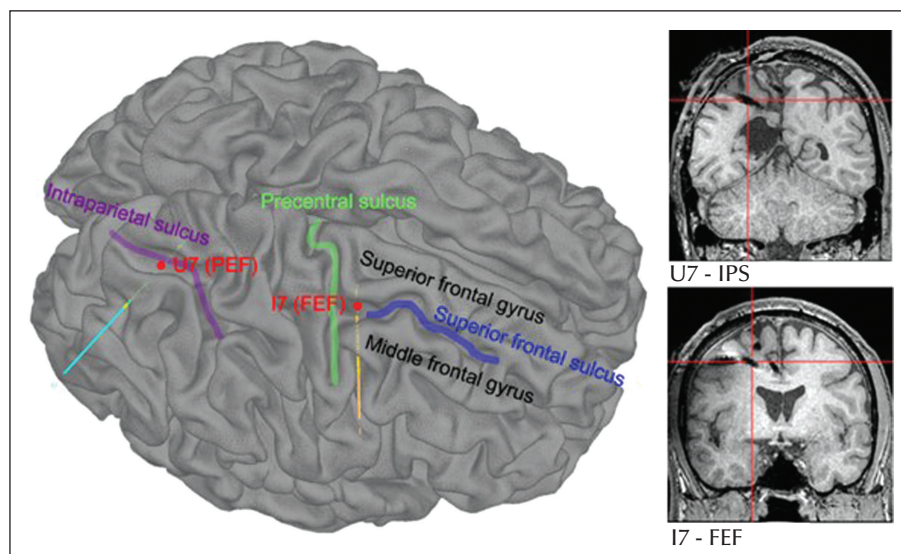 Intraparietal sulcus
U7 (PEF)
Precentral sulcus
I7 (FEF)
Superior frontal gyrus
Superior frontal sulcus
Middle frontal gyrus
U7 - IPS
I7 - FEF